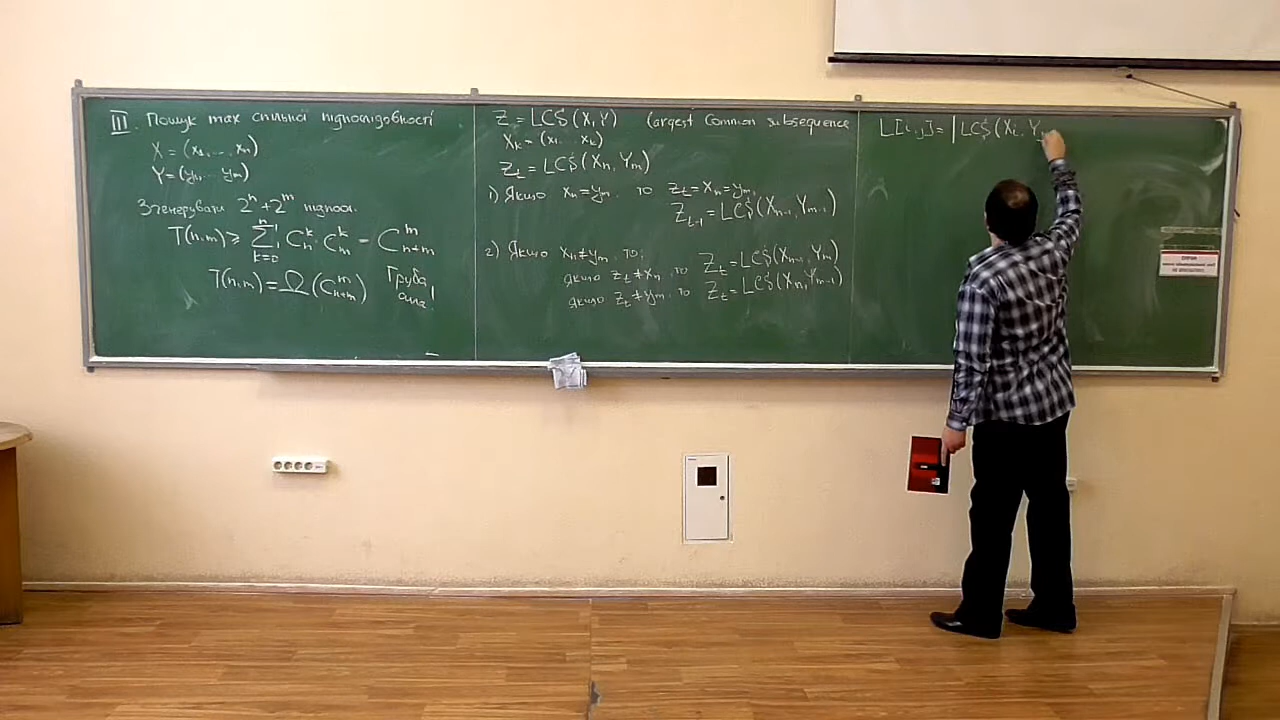 III. Пошук max спільної підпослідовності
X = (x₁, ..., xₙ)
Y = (y₁, ... yₘ)
Згенерувати 2ⁿ + 2ᵐ підпосл.
T(n,m) ≥ ∑ₖ₌₀ⁿ Cₙᵏ · Cₘᵏ = Cₙ₊ₘᵐ
T(n,m) = Ω(Cₙ₊ₘᵐ) Груба сила!
Z = LCS(X, Y) (Largest Common subsequence
Xₖ = (x₁ ... xₖ)
Zₜ = LCS(Xₙ, Yₘ)
1) Якщо xₙ = yₘ, то zₜ = xₙ = yₘ,
Zₜ₋₁ = LCS(Xₙ₋₁, Yₘ₋₁)
2) Якщо xₙ ≠ yₘ, то:
якщо zₜ ≠ xₙ, то Zₜ = LCS(Xₙ₋₁, Yₘ)
якщо zₜ ≠ yₘ, то Zₜ = LCS(Xₙ, Yₘ₋₁)
L[i,j] = |LCS(Xᵢ, Y